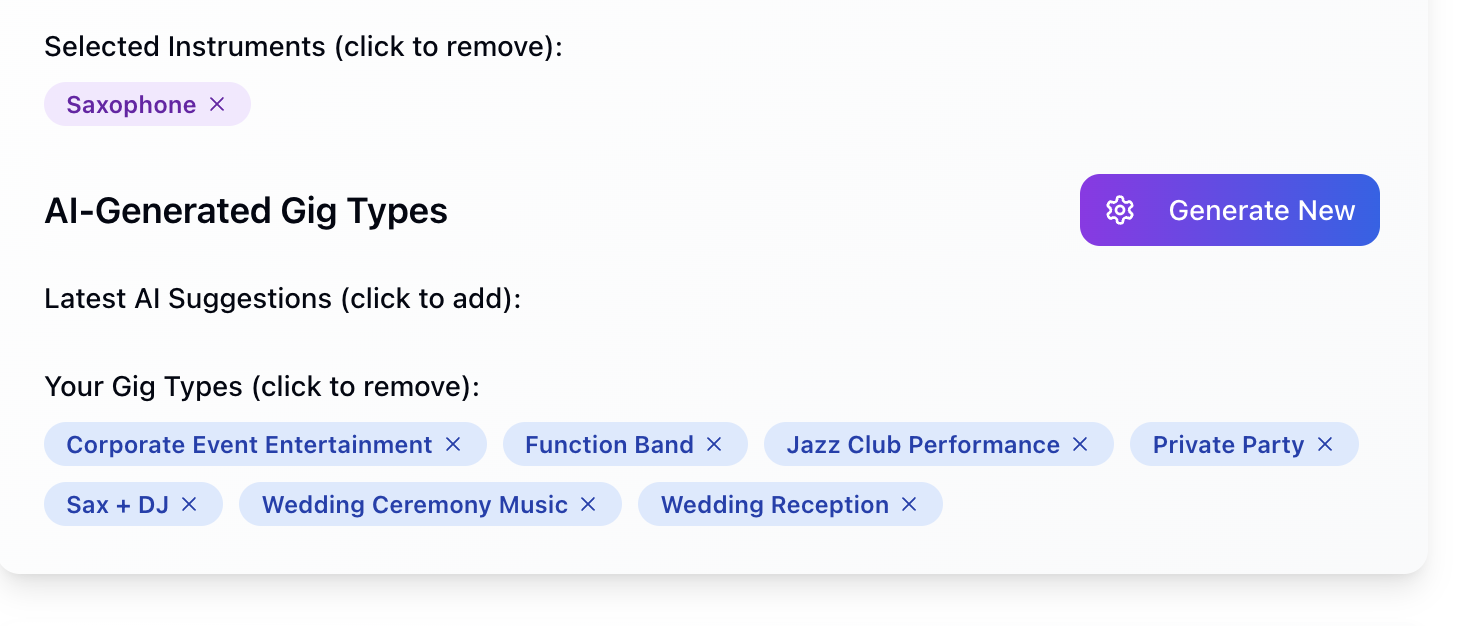 Selected Instruments (click to remove):
Saxophone ×
AI-Generated Gig Types
Generate New
Latest AI Suggestions (click to add):
Your Gig Types (click to remove):
Corporate Event Entertainment × Function Band × Jazz Club Performance × Private Party ×
Sax + DJ × Wedding Ceremony Music × Wedding Reception ×